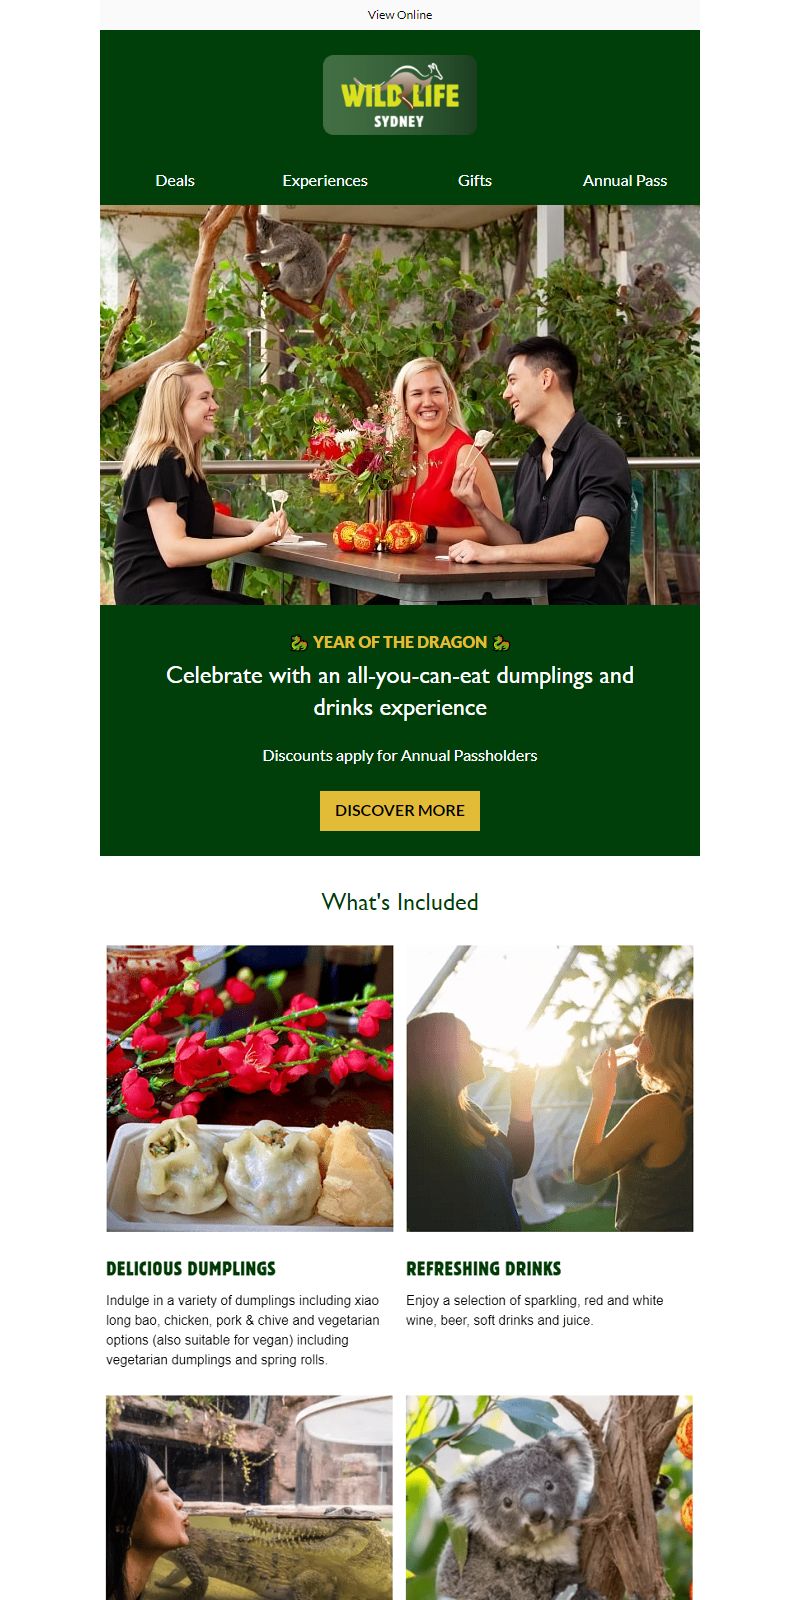 View Online
WILD LIFE
SYDNEY
Deals Experiences Gifts Annual Pass
YEAR OF THE DRAGON
Celebrate with an all-you-can-eat dumplings and
drinks experience
Discounts apply for Annual Passholders
DISCOVER MORE
What's Included
DELICIOUS DUMPLINGS
Indulge in a variety of dumplings including xiao
long bao, chicken, pork & chive and vegetarian
options (also suitable for vegan) including
vegetarian dumplings and spring rolls.
REFRESHING DRINKS
Enjoy a selection of sparkling, red and white
wine, beer, soft drinks and juice.